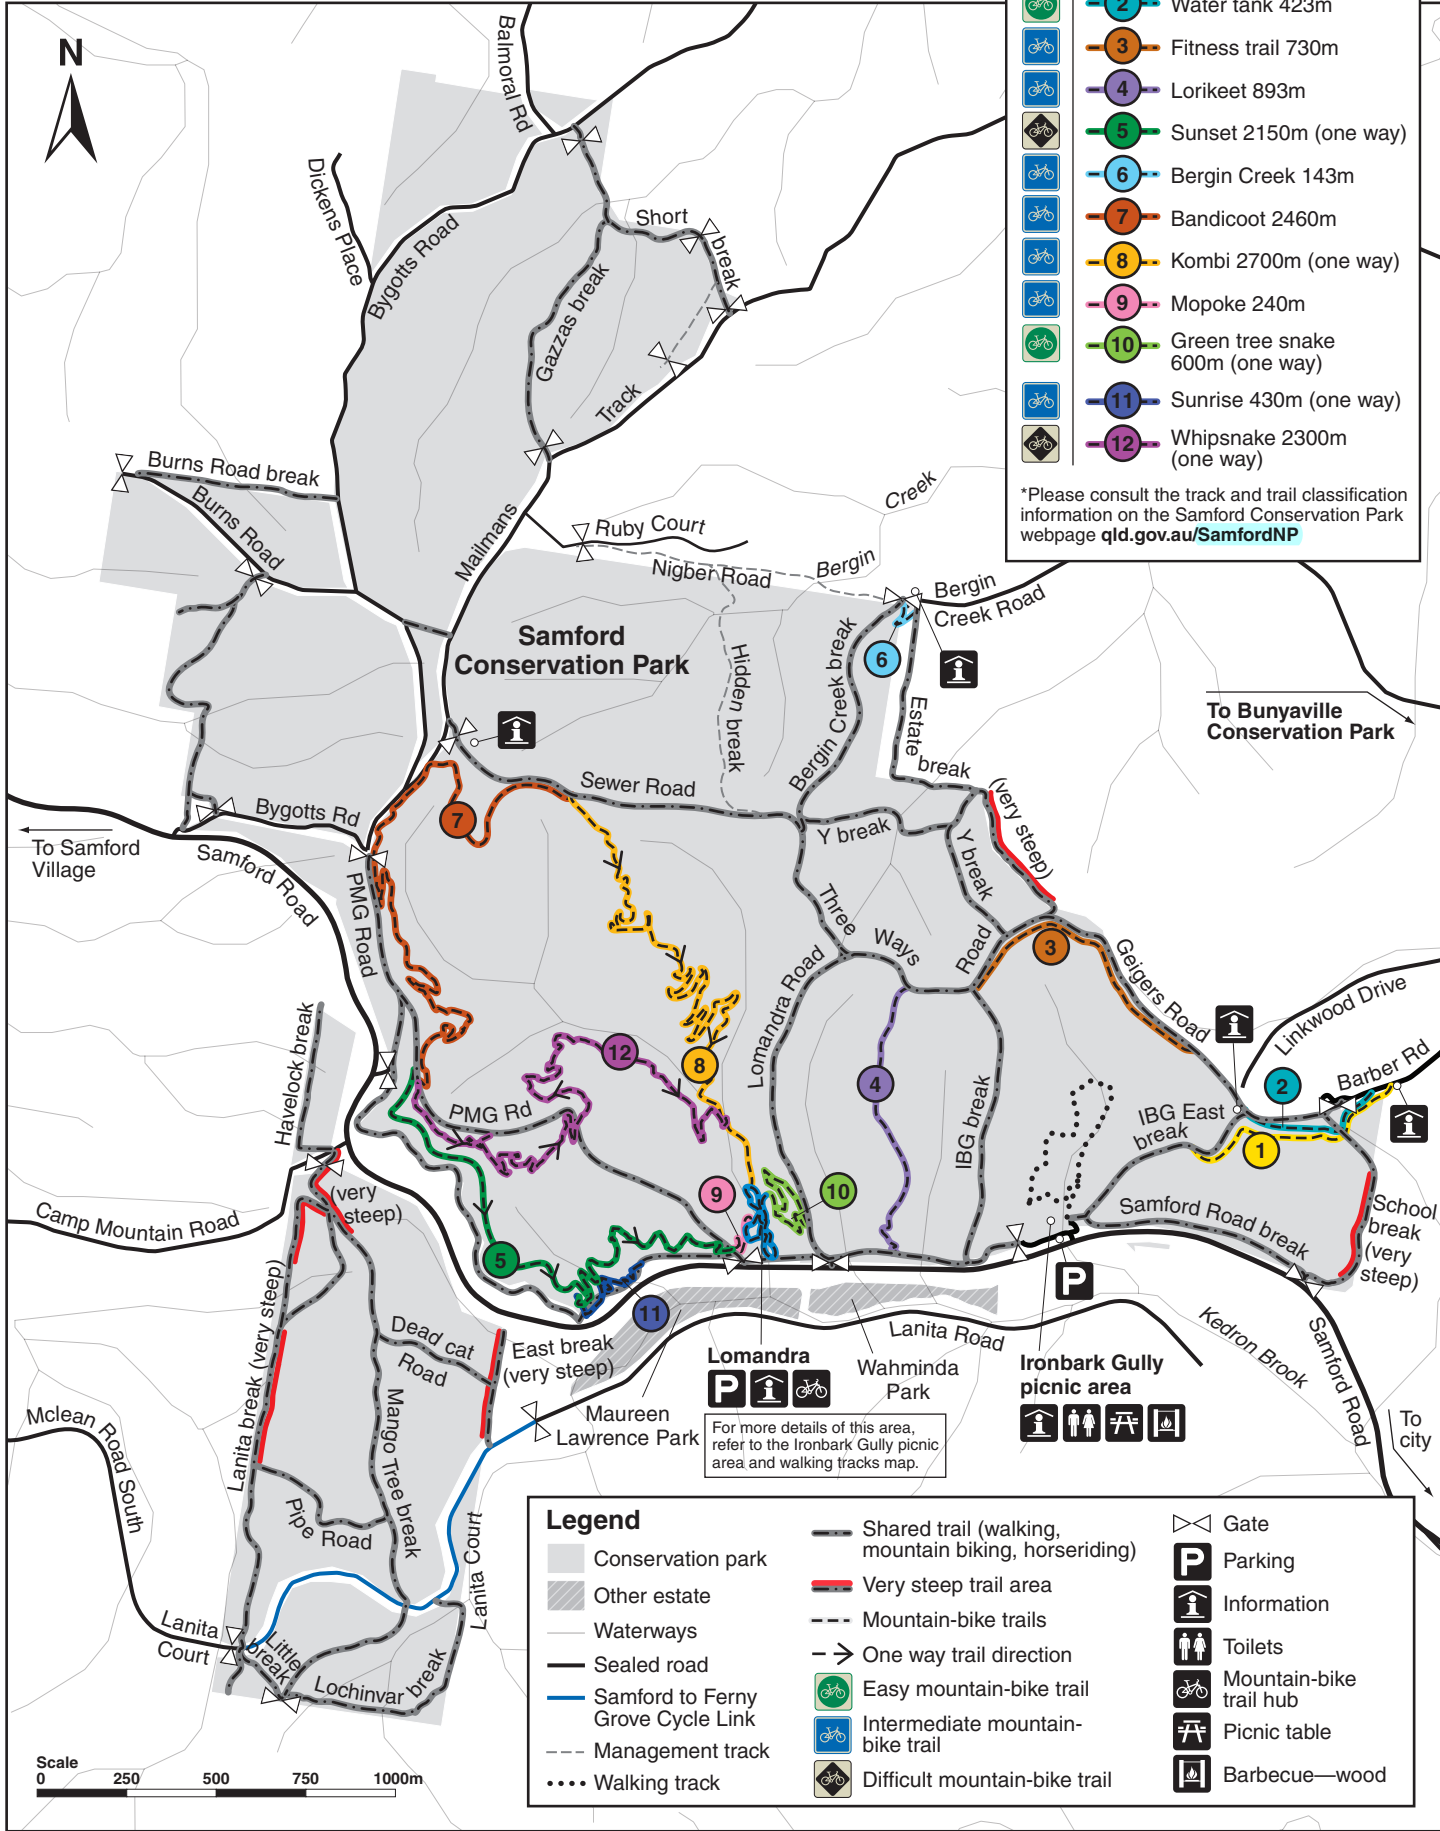 2 Water tank 423m
3 Fitness trail 730m
4 Lorikeet 893m
5 Sunset 2150m (one way)
6 Bergin Creek 143m
7 Bandicoot 2460m
8 Kombi 2700m (one way)
9 Mopoke 240m
10 Green tree snake
600m (one way)
11 Sunrise 430m (one way)
12 Whipsnake 2300m
(one way)
*Please consult the track and trail classification
information on the Samford Conservation Park
webpage qld.gov.au/SamfordNP
N
Balmoral Rd
Dickens Place
Bygotts Road
Short
break
Gazzas break
Track
Burns Road break
Burns Road
Mailmans
Ruby Court
Nigber Road
Bergin
Creek
Bergin
Creek Road
Samford
Conservation Park
Hidden break
Bergin Creek break
6
Estate
break
(very steep)
To Bunyaville
Conservation Park
Sewer Road
Bygotts Rd
To Samford
Village
Samford Road
7
Y break
Y break
PMG Road
Three
Ways
Road
3
Geigers Road
Lomandra Road
Linkwood Drive
Barber Rd
Havelock break
12
8
4
2
PMG Rd
IBG break
IBG East
break
1
9
10
Samford Road break
School
break
(very
steep)
(very
steep)
Camp Mountain Road
5
11
Lanita break (very steep)
Dead cat
Road
East break
(very steep)
Lanita Road
Kedron Brook
Samford Road
Lomandra
P
For more details of this area,
refer to the Ironbark Gully picnic
area and walking tracks map.
Wahminda
Park
Ironbark Gully
picnic area
P
Maureen
Lawrence Park
Mclean Road South
Mango Tree break
To
city
Pipe Road
Lanita Court
Lanita
Court
Little
break
Lochinvar break
Scale
0 250 500 750 1000m
Legend
Conservation park
Other estate
Waterways
Sealed road
Samford to Ferny
Grove Cycle Link
Management track
Walking track
Shared trail (walking,
mountain biking, horseriding)
Very steep trail area
Mountain-bike trails
One way trail direction
Easy mountain-bike trail
Intermediate mountain-
bike trail
Difficult mountain-bike trail
Gate
P Parking
Information
Toilets
Mountain-bike
trail hub
Picnic table
Barbecue—wood